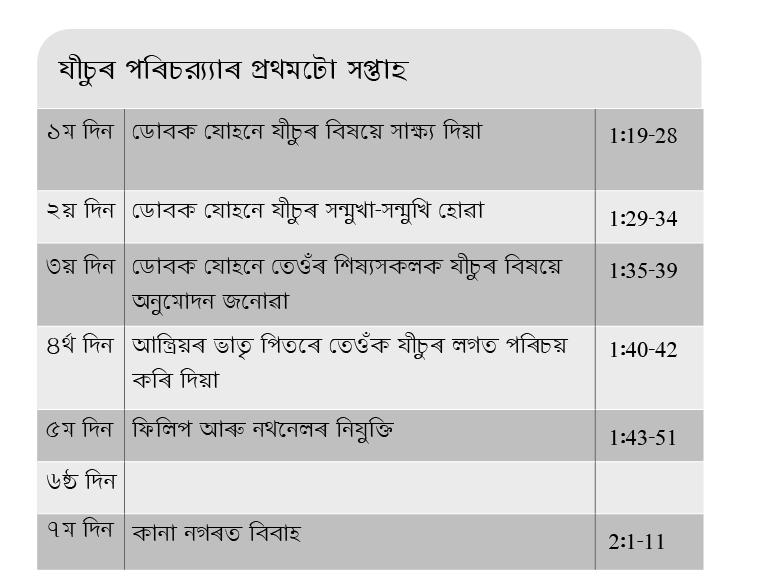 যীচুৰ পৰিচর‍্য্যাৰ প্ৰথমটো সপ্তাহ
১ম দিন ডোবক যোহনে যীচুৰ বিষয়ে সাক্ষ্য দিয়া 1:19-28
২য় দিন ডোবক যোহনে যীচুৰ সন্মুখা-সন্মুখি হোৱা 1:29-34
৩য় দিন ডোবক যোহনে তেওঁৰ শিষ্যসকলক যীচুৰ বিষয়ে 1:35-39
অনুমোদন জনোৱা
৪ৰ্থ দিন আন্দ্ৰিয়ৰ ভাতৃ পিতৰে তেওঁক যীচুৰ লগত পৰিচয় 1:40-42
কৰি দিয়া
৫ম দিন ফিলিপ আৰু নথনেলৰ নিযুক্তি 1:43-51
৬ষ্ঠ দিন
৭ম দিন কানা নগৰত বিবাহ 2:1-11